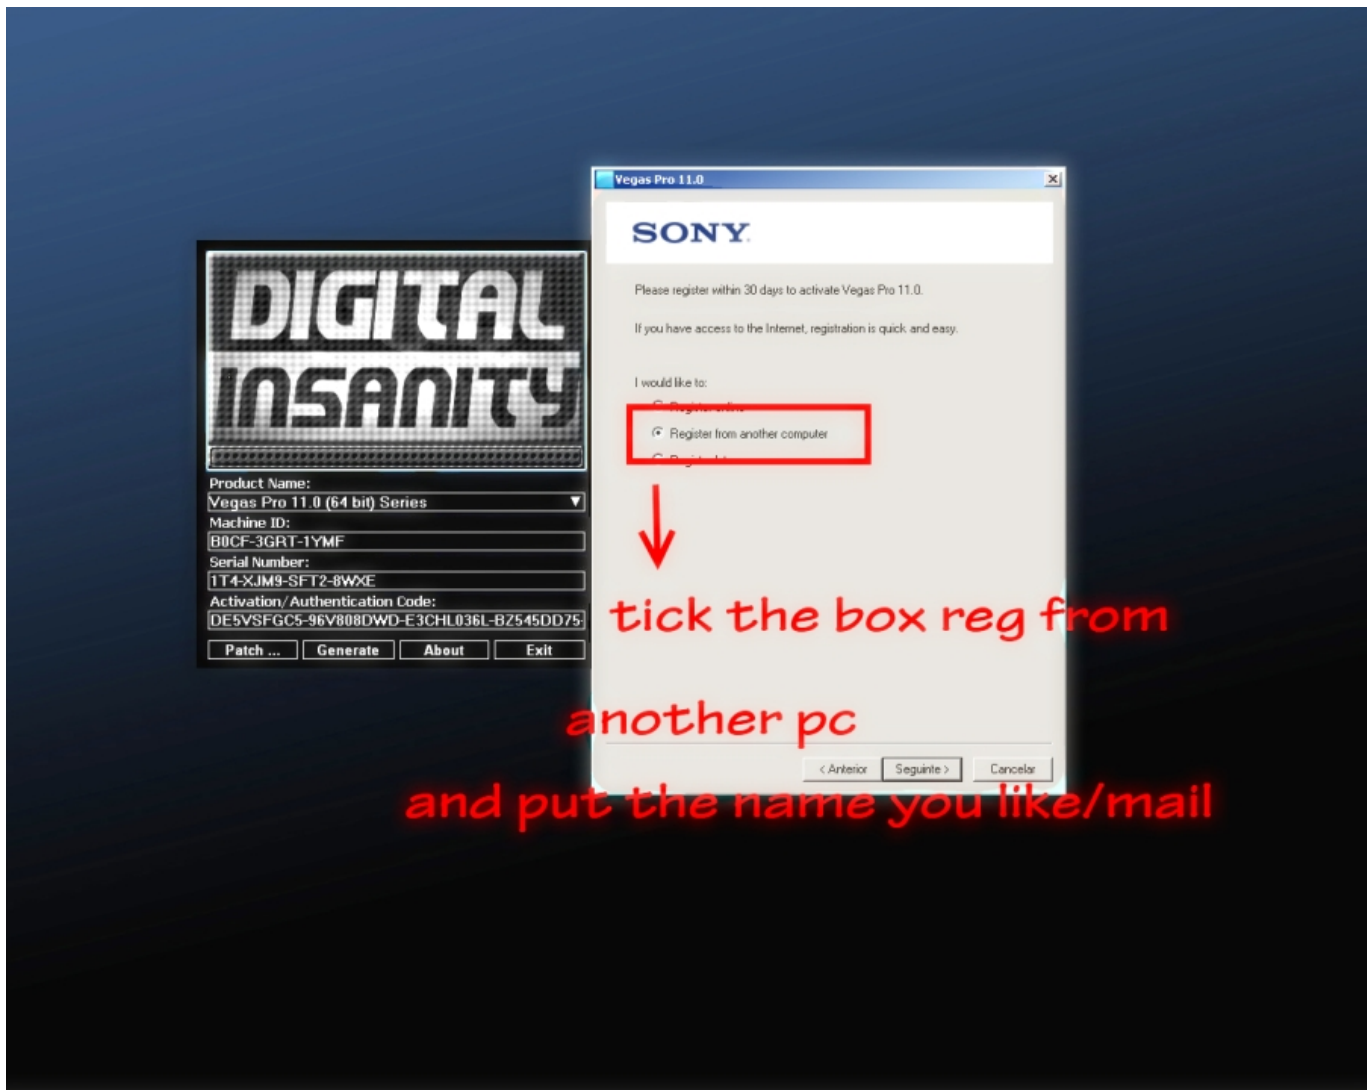 DIGITAL
INSANITY
Product Name:
Vegas Pro 11.0 (64 bit) Series
Machine ID:
B0CF-3GRT-1YMF
Serial Number:
1T4-XJM9-SFT2-8WXE
Activation/Authentication Code:
DE5VSFGC5-96V808DWD-E3CHL036L-BZ545DD75-
Patch ... Generate About Exit
Vegas Pro 11.0
SONY
Please register within 30 days to activate Vegas Pro 11.0.
If you have access to the Internet, registration is quick and easy.
I would like to:
Register online
Register from another computer
tick the box reg from
another pc
< Anterior Seguinte > Cancelar
and put the name you like/mail